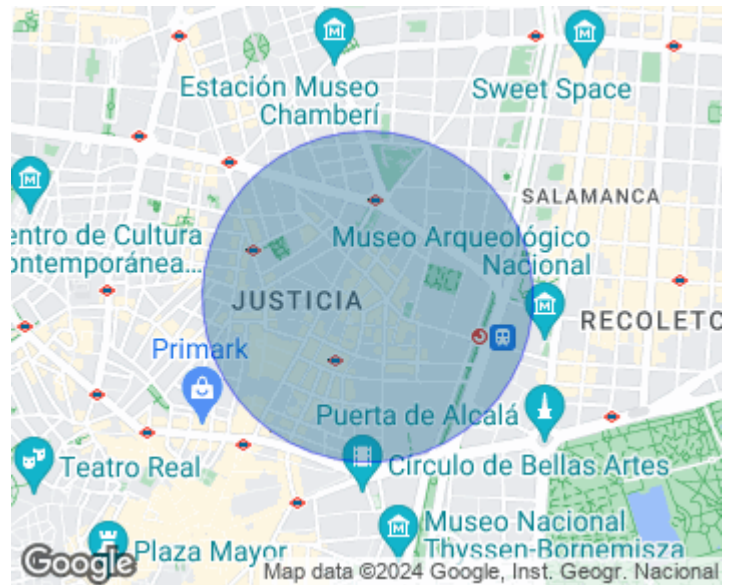 Estación Museo
Chamberí
Sweet Space
SALAMANCA
entro de Cultura
ontemporánea...
Museo Arqueológico
Nacional
JUSTICIA
RECOLETO
Primark
Puerta de Alcalá
Teatro Real
Círculo de Bellas Artes
Museo Nacional
Thyssen-Bornemisza
Plaza Mayor
Google
Map data ©2024 Google, Inst. Geogr. Nacional